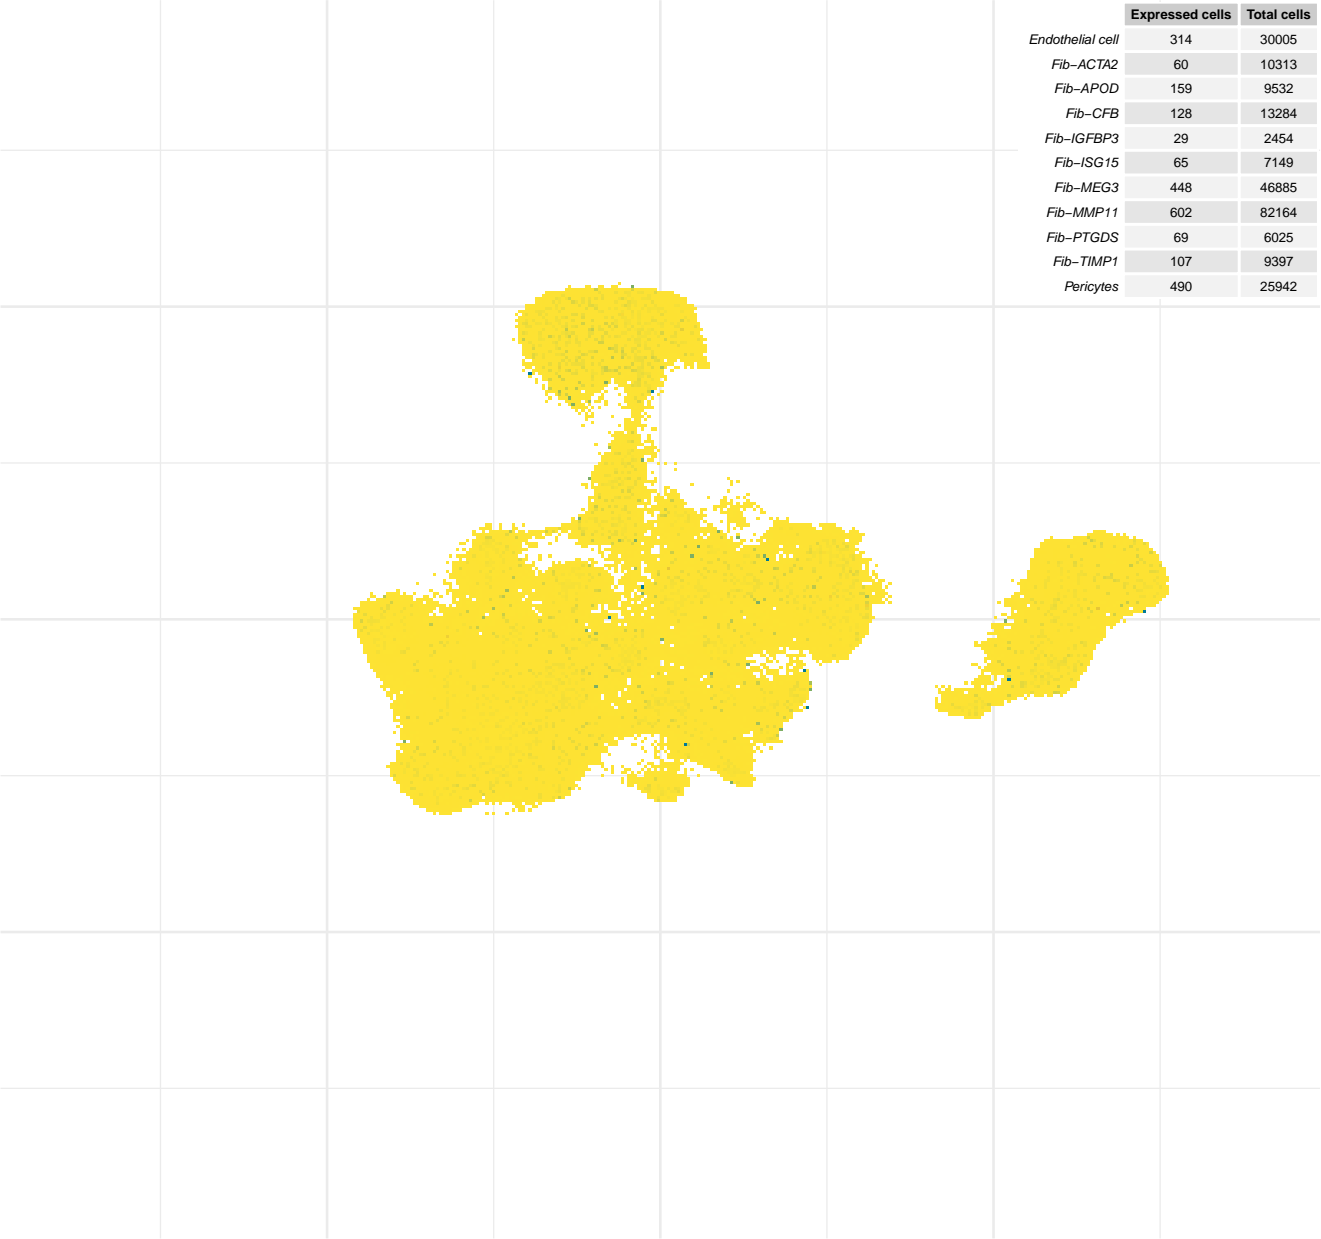 Expressed cells Total cells
Endothelial cell 314 30005
Fib−ACTA2 60 10313
Fib−APOD 159 9532
Fib−CFB 128 13284
Fib−IGFBP3 29 2454
Fib−ISG15 65 7149
Fib−MEG3 448 46885
Fib−MMP11 602 82164
Fib−PTGDS 69 6025
Fib−TIMP1 107 9397
Pericytes 490 25942